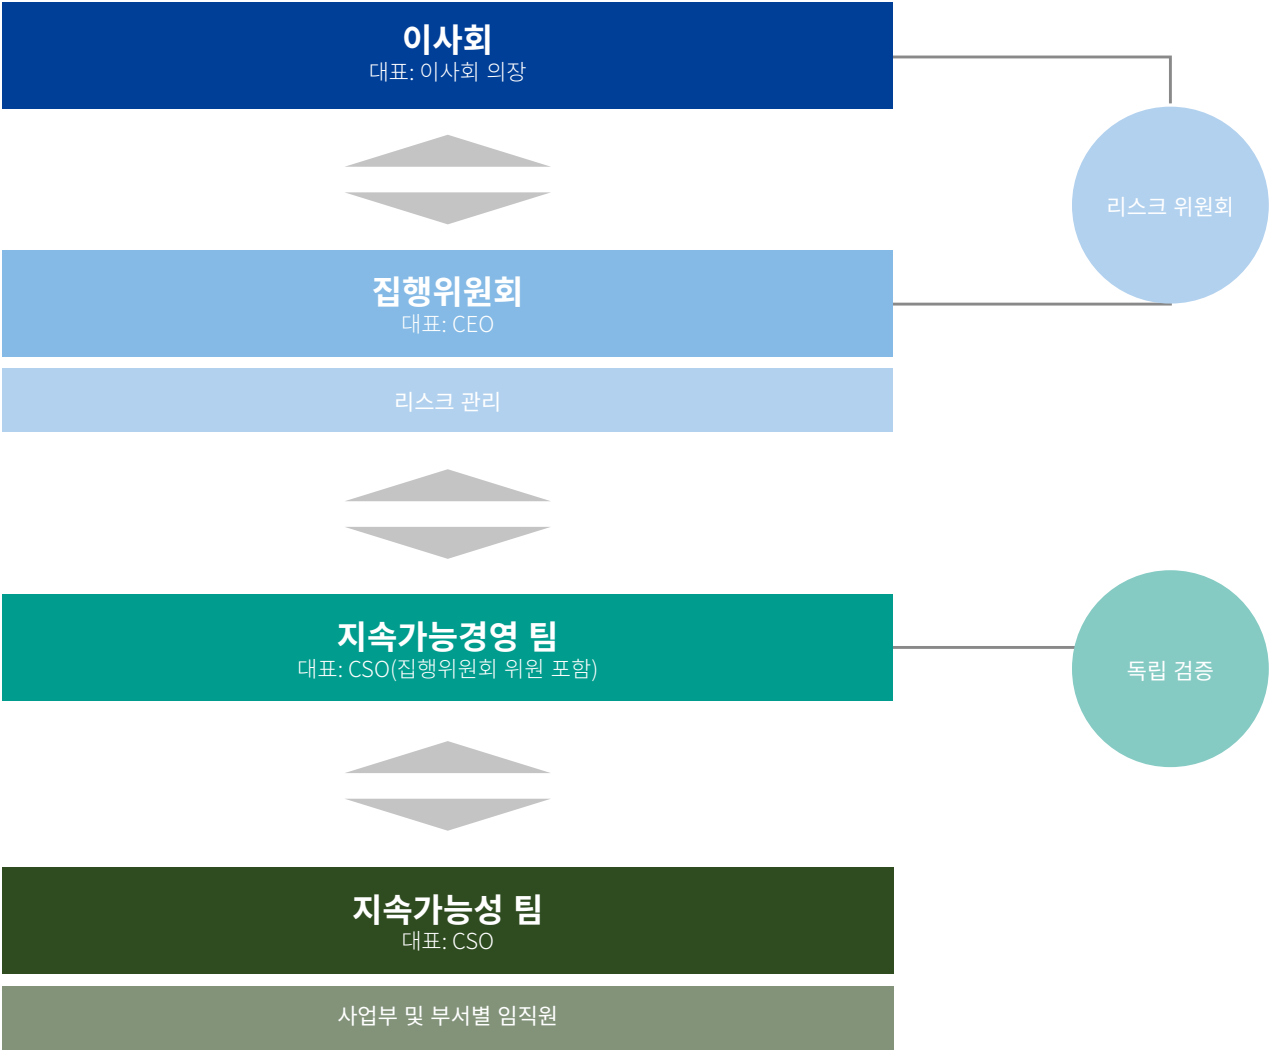 이사회
대표: 이사회 의장
리스크 위원회
집행위원회
대표: CEO
리스크 관리
지속가능경영 팀
대표: CSO(집행위원회 위원 포함)
독립 검증
지속가능성 팀
대표: CSO
사업부 및 부서별 임직원